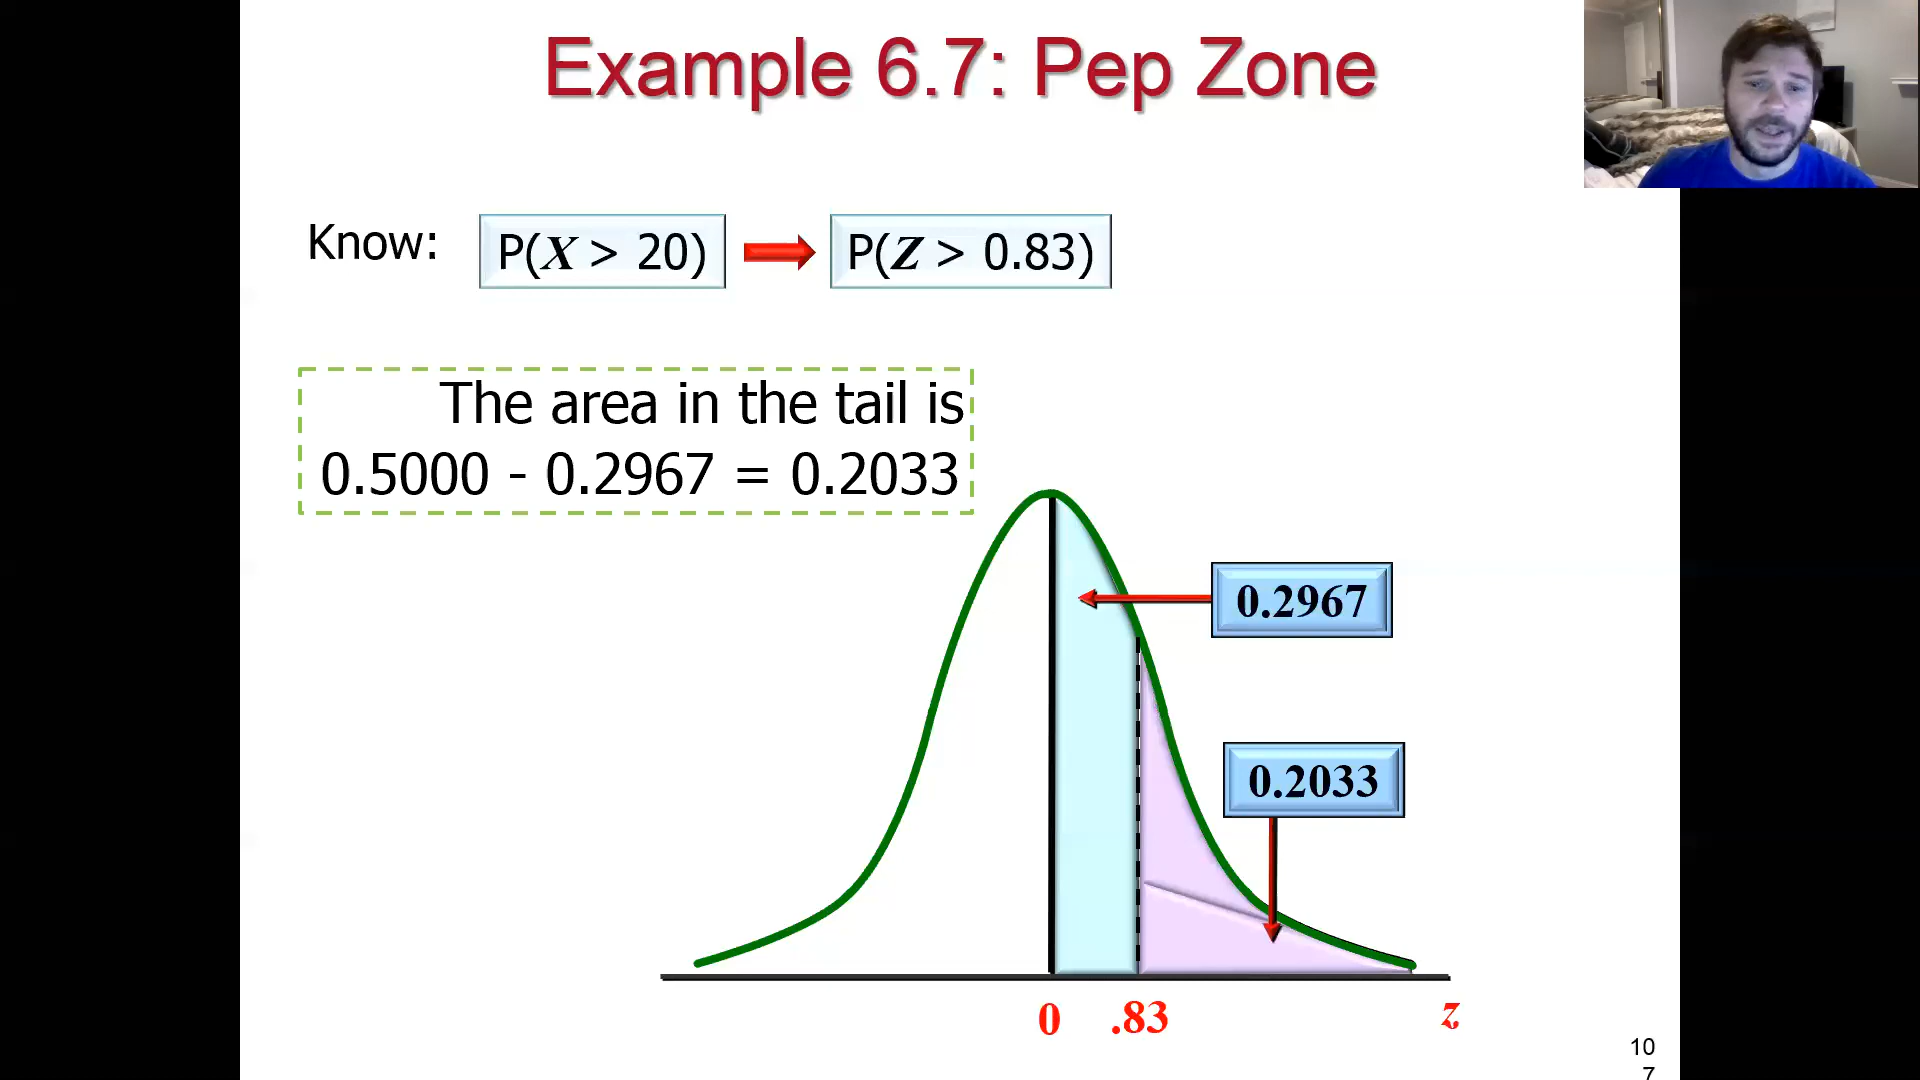 Example 6.7: Pep Zone
Know:
P(X > 20)
P(Z > 0.83)
The area in the tail is
0.5000 - 0.2967 = 0.2033
0.2967
0.2033
0
.83
z
10
7